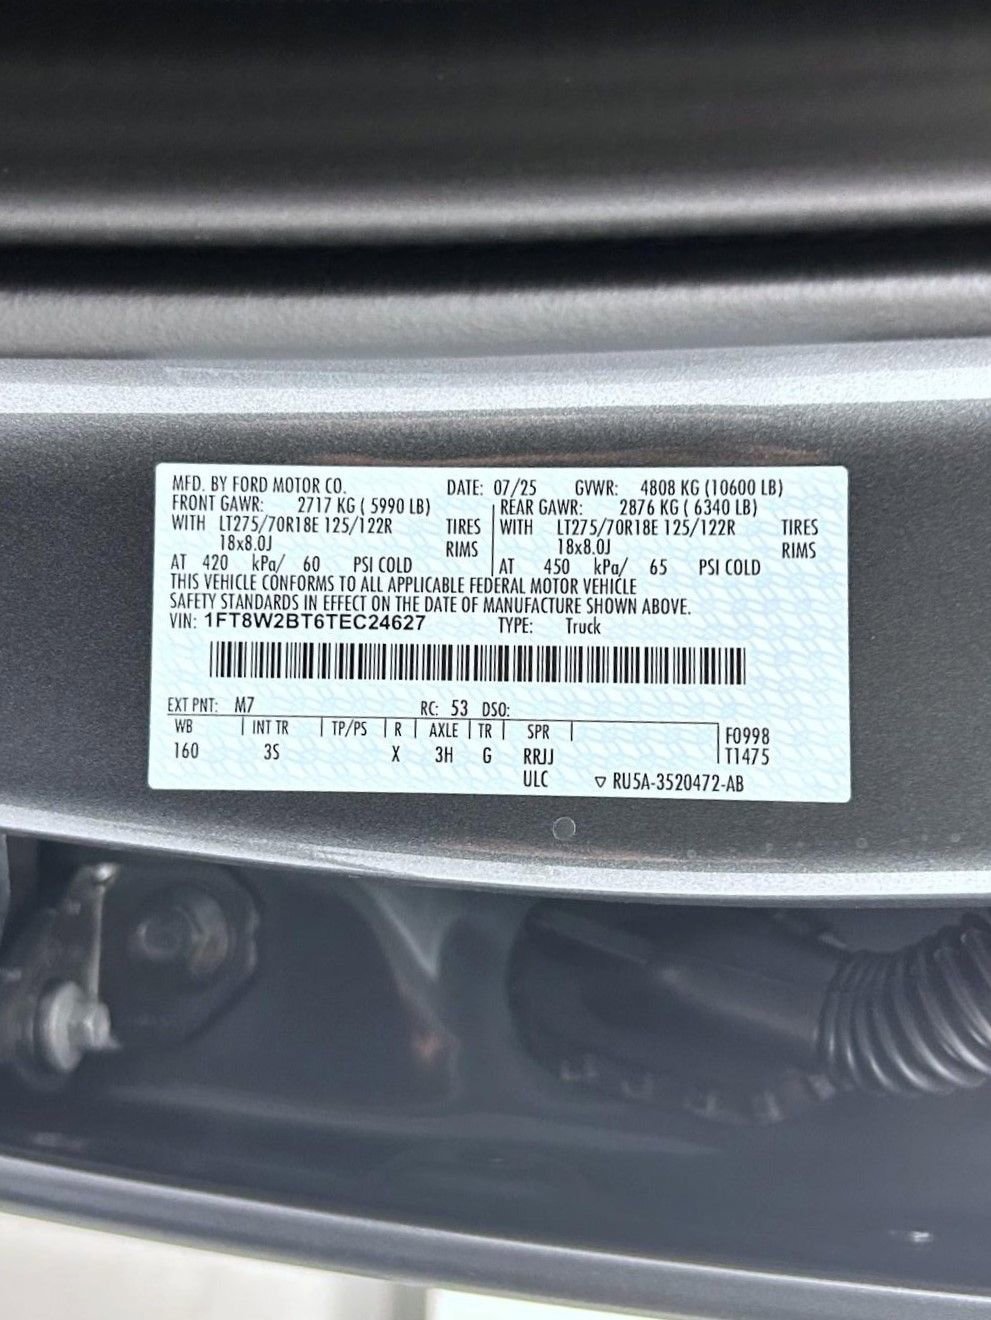 MFD. BY FORD MOTOR CO. DATE: 07/25 GVWR: 4808 KG (10600 LB)
FRONT GAWR: 2717 KG ( 5990 LB) REAR GAWR: 2876 KG ( 6340 LB)
WITH LT275/70R18E 125/122R TIRES WITH LT275/70R18E 125/122R TIRES
18x8.0J RIMS 18x8.0J RIMS
AT 420 kPa/ 60 PSI COLD AT 450 kPa/ 65 PSI COLD
THIS VEHICLE CONFORMS TO ALL APPLICABLE FEDERAL MOTOR VEHICLE
SAFETY STANDARDS IN EFFECT ON THE DATE OF MANUFACTURE SHOWN ABOVE.
VIN: 1FT8W2BT6TEC24627 TYPE: Truck
EXT PNT: M7 RC: 53 DSO:
WB INT TR TP/PS R AXLE TR SPR F0998
160 3S X 3H G RRJJ T1475
ULC ▽ RU5A-3520472-AB